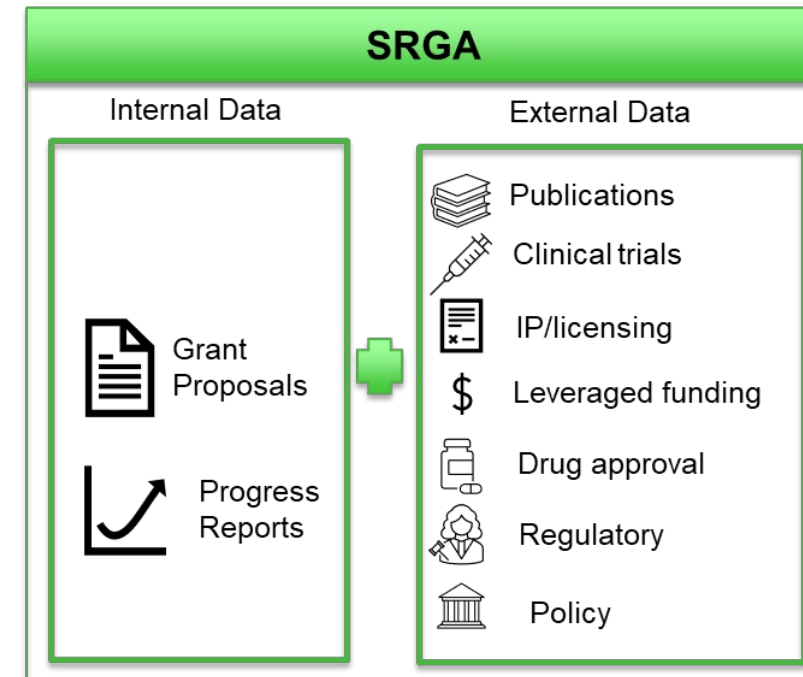 SRGA
Internal Data
Grant
Proposals
Progress
Reports
External Data
Publications
Clinical trials
IP/licensing
$
Leveraged funding
Drug approval
Regulatory
Policy